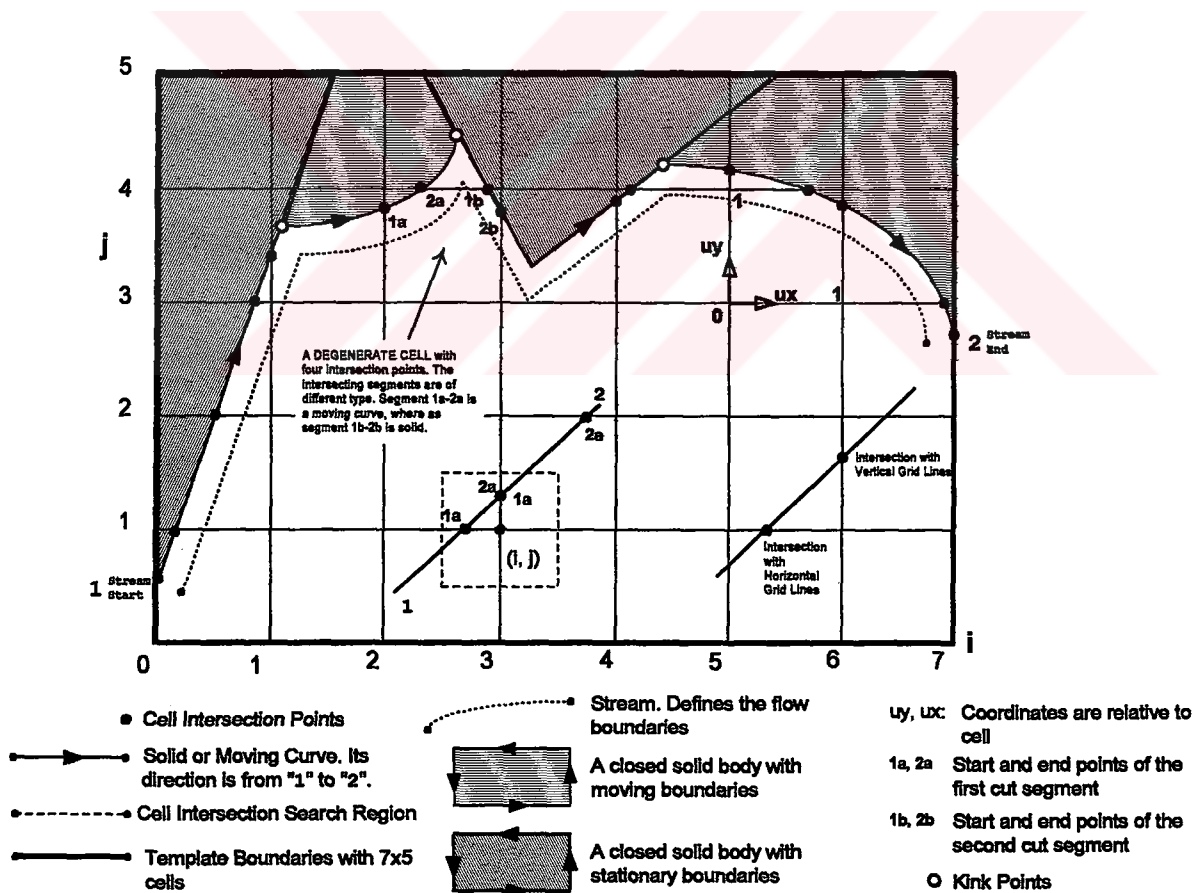 5
4
j
3
2
1
0
1
2
3
4
5
6
7
i
1a
2a
1b
2b
1
uy
ux
1
0
2 Stream
End
A DEGENERATE CELL with
four intersection points. The
intersecting segments are of
different type. Segment 1a-2a is
a moving curve, where as
segment 1b-2b is solid.
2
2a
2a
1a
1a
(i, j)
1
Intersection with
Vertical Grid Lines
Intersection
with
Horizontal
Grid Lines
1 Stream
Start
Cell Intersection Points
Solid or Moving Curve. Its
direction is from "1" to "2".
Cell Intersection Search Region
Template Boundaries with 7x5
cells
Stream. Defines the flow
boundaries
A closed solid body with
moving boundaries
A closed solid body with
stationary boundaries
uy, ux: Coordinates are relative to
cell
1a, 2a Start and end points of the
first cut segment
1b, 2b Start and end points of the
second cut segment
Kink Points